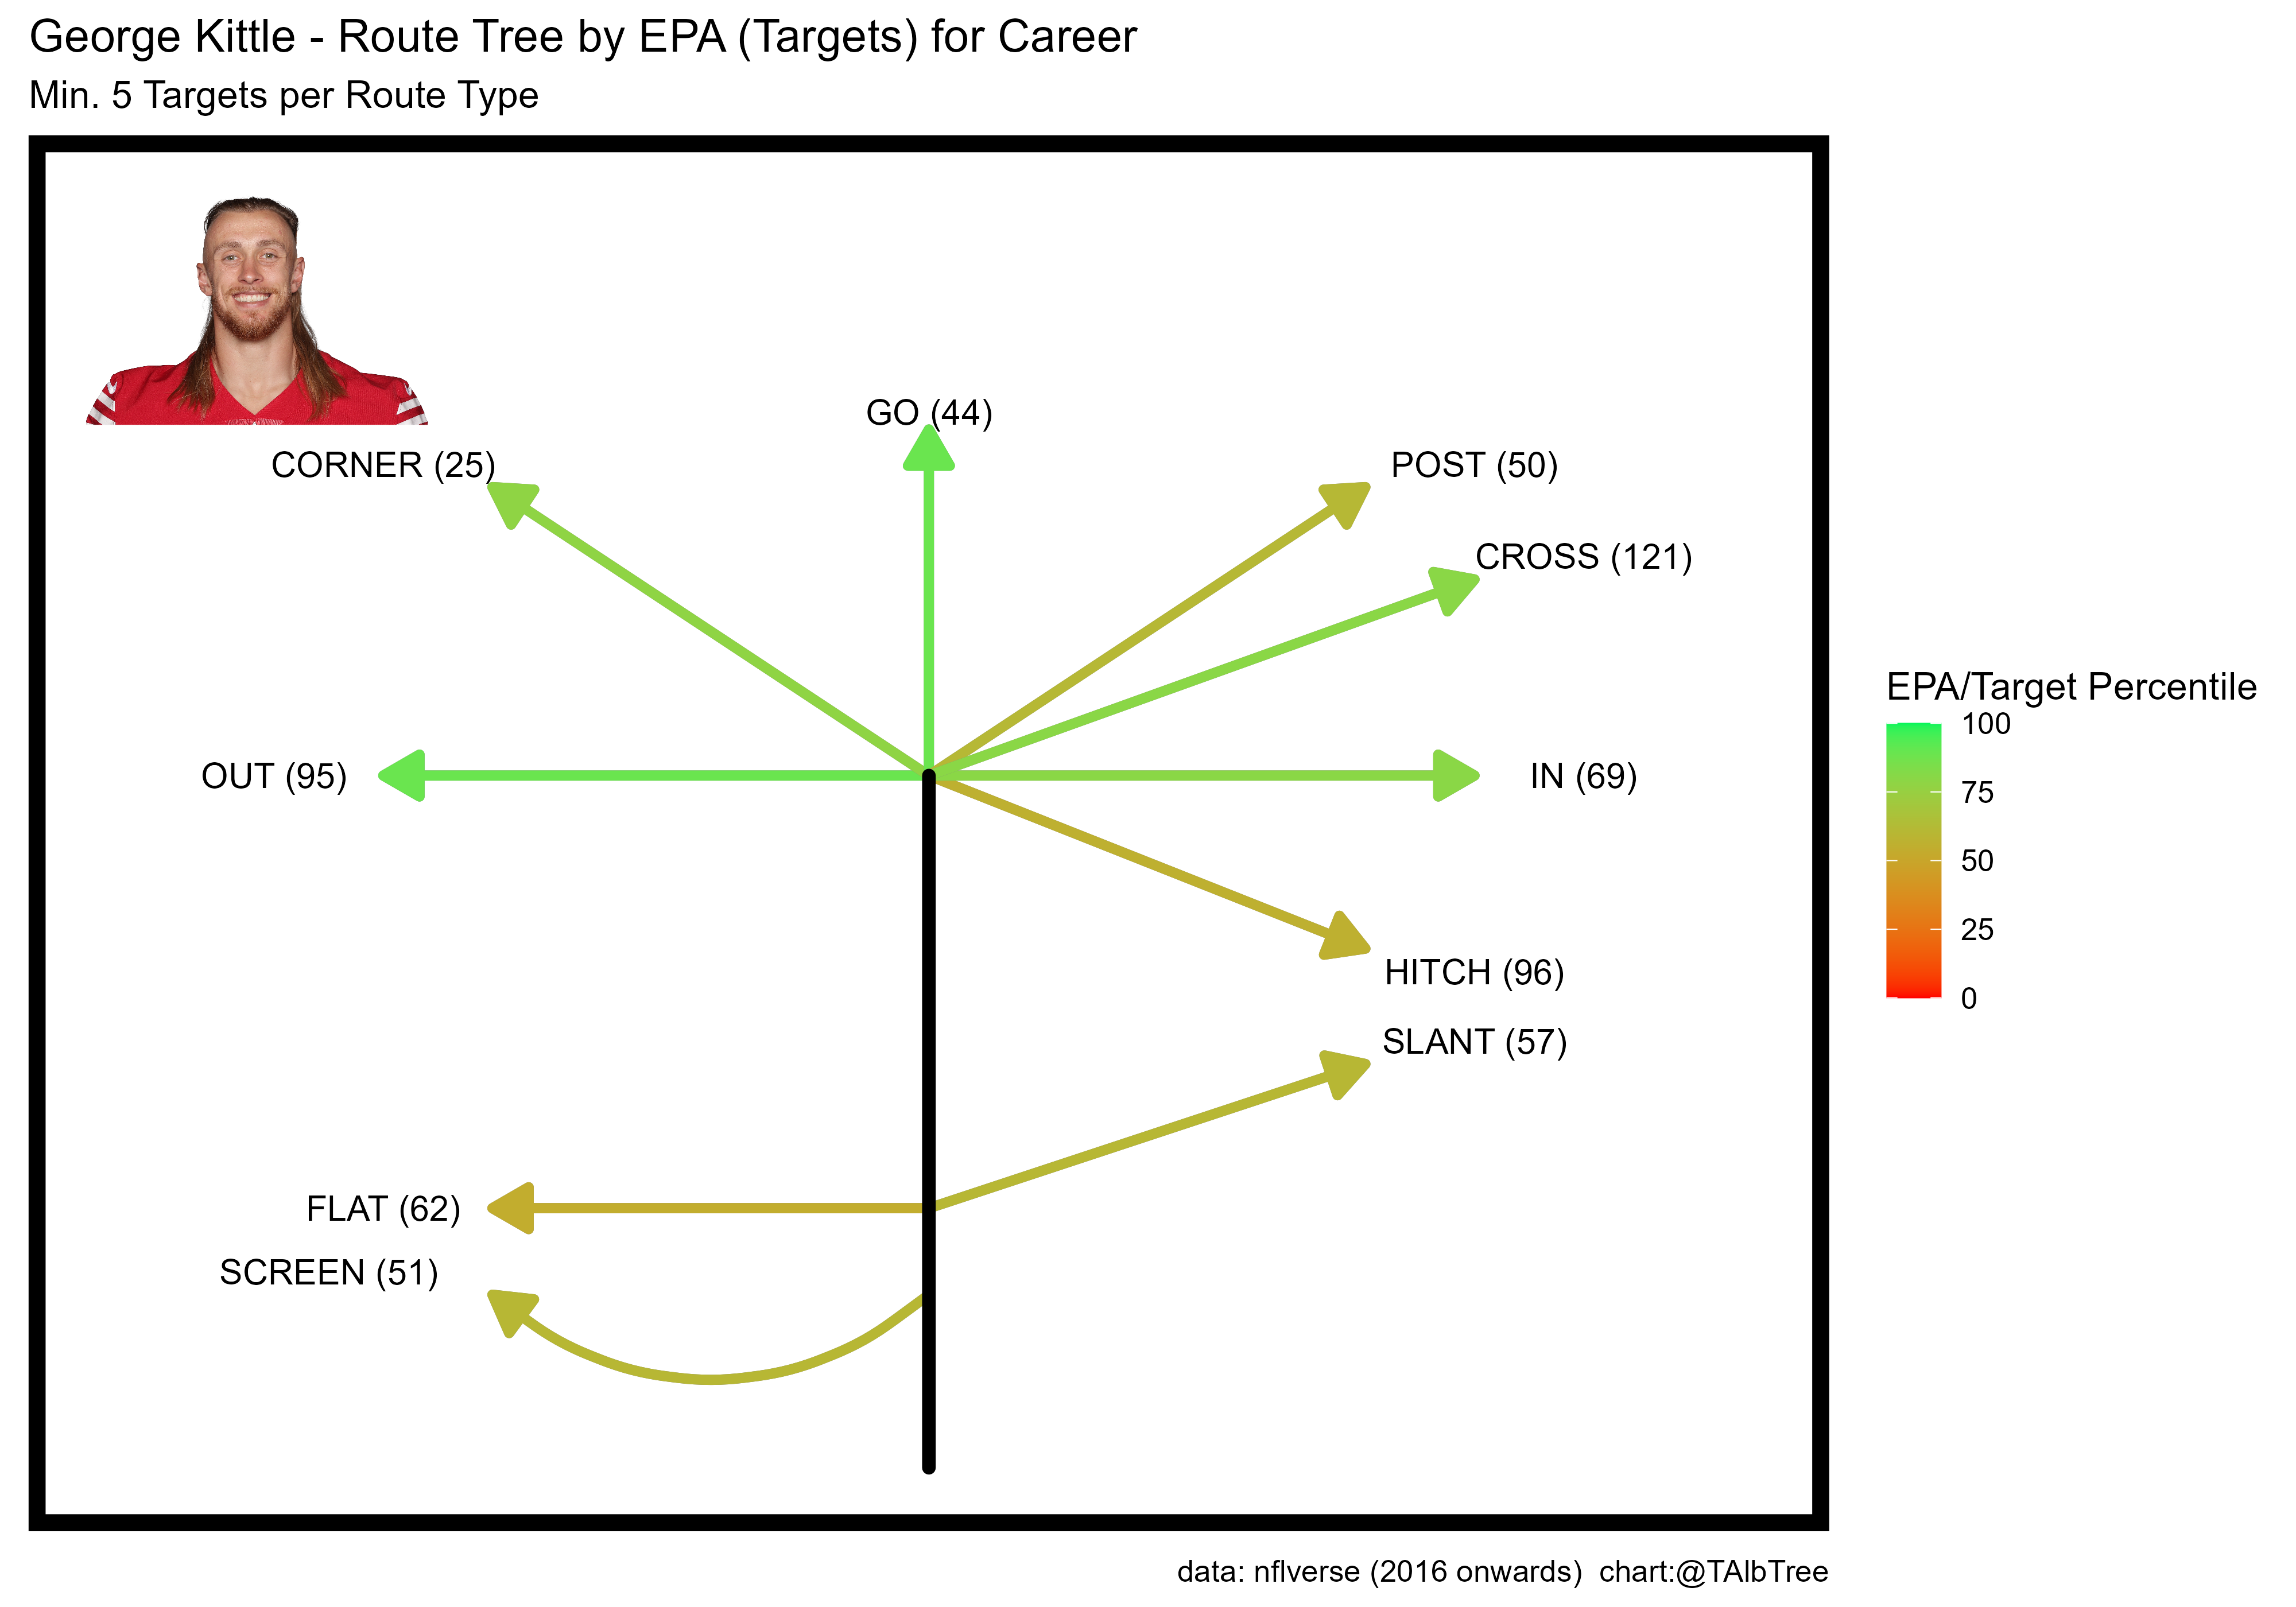 George Kittle - Route Tree by EPA (Targets) for Career
Min. 5 Targets per Route Type
GO (44)
CORNER (25)
POST (50)
CROSS (121)
OUT (95)
IN (69)
HITCH (96)
SLANT (57)
FLAT (62)
SCREEN (51)
EPA/Target Percentile
100
75
50
25
0
data: nflverse (2016 onwards)  chart:@TAlbTree